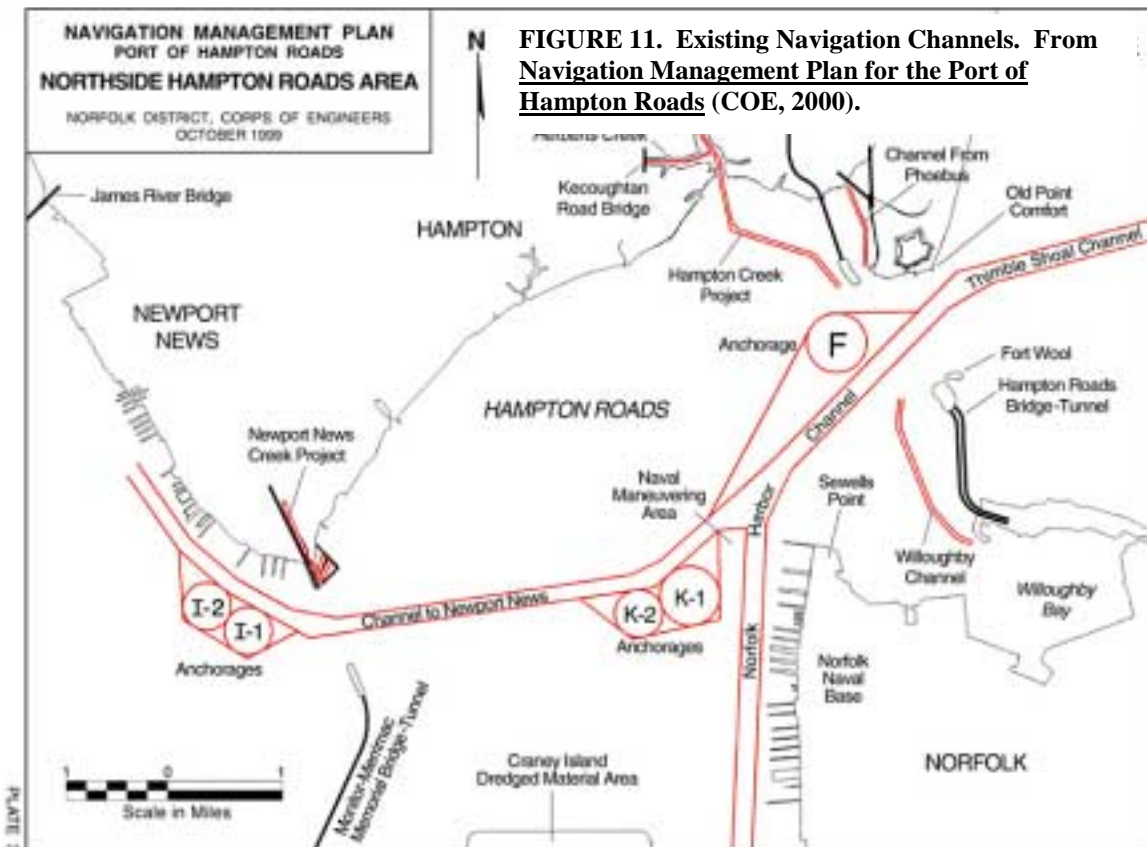 NAVIGATION MANAGEMENT PLAN
PORT OF HAMPTON ROADS
NORTHSIDE HAMPTON ROADS AREA
NORFOLK DISTRICT, CORPS OF ENGINEERS
OCTOBER 1999
N
FIGURE 11. Existing Navigation Channels. From
Navigation Management Plan for the Port of
Hampton Roads (COE, 2000).
Herberts Creek
Kecoughtan
Road Bridge
Channel From
Phoebus
Old Point
Comfort
James River Bridge
HAMPTON
Hampton Creek
Project
Thimble Shoal Channel
NEWPORT
NEWS
Anchorage
F
Fort Wool
Hampton Roads
Bridge-Tunnel
HAMPTON ROADS
Channel
Newport News
Creek Project
Naval
Maneuvering
Area
Harbor
Sewells
Point
Willoughby
Channel
Willoughby
Bay
I-2
I-1
Anchorages
Channel to Newport News
K-2
K-1
Anchorages
Norfolk
Norfolk
Naval
Base
Monitor-Merrimac
Memorial Bridge-Tunnel
Craney Island
Dredged Material Area
NORFOLK
1 0 1
Scale in Miles
PLATE